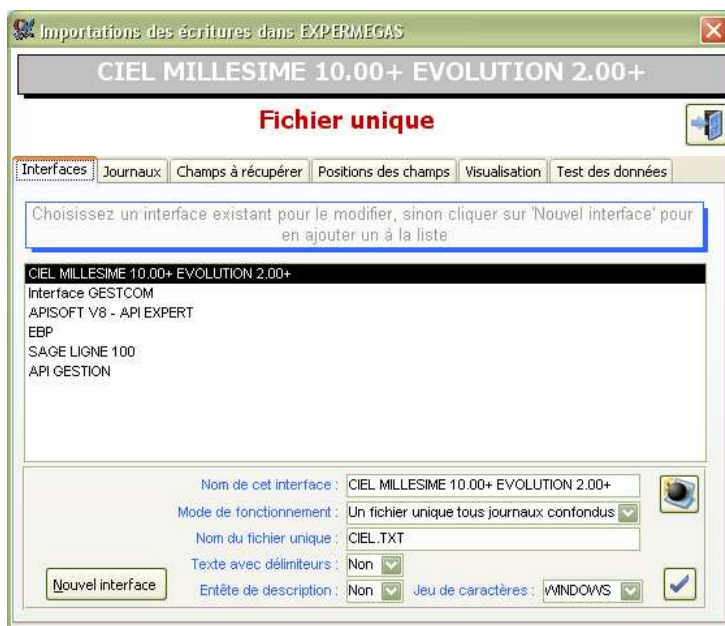 Importations des écritures dans EXPERMEGAS
CIEL MILLESIME 10.00+ EVOLUTION 2.00+
Fichier unique
Interfaces Journaux Champs à récupérer Positions des champs Visualisation Test des données
Choisissez un interface existant pour le modifier, sinon cliquer sur 'Nouvel interface' pour
en ajouter un à la liste
CIEL MILLESIME 10.00+ EVOLUTION 2.00+
Interface GESTCOM
APISOFT V8 - API EXPERT
EBP
SAGE LIGNE 100
API GESTION
Nom de cet interface : CIEL MILLESIME 10.00+ EVOLUTION 2.00+
Mode de fonctionnement : Un fichier unique tous journaux confondus
Nom du fichier unique : CIEL.TXT
Texte avec délimiteurs : Non
Nouvel interface Entête de description : Non Jeu de caractères : WINDOWS